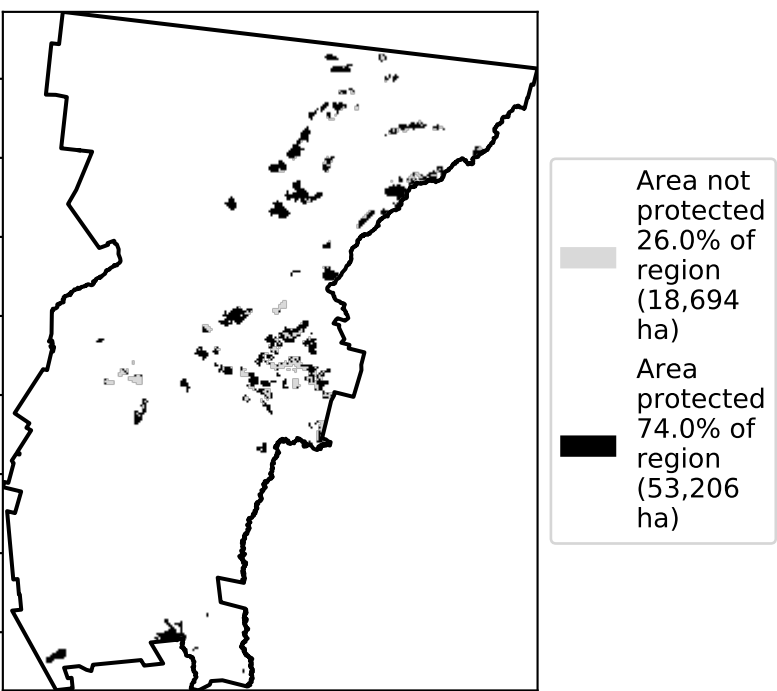 Area not
protected
26.0% of
region
(18,694
ha)
Area
protected
74.0% of
region
(53,206
ha)